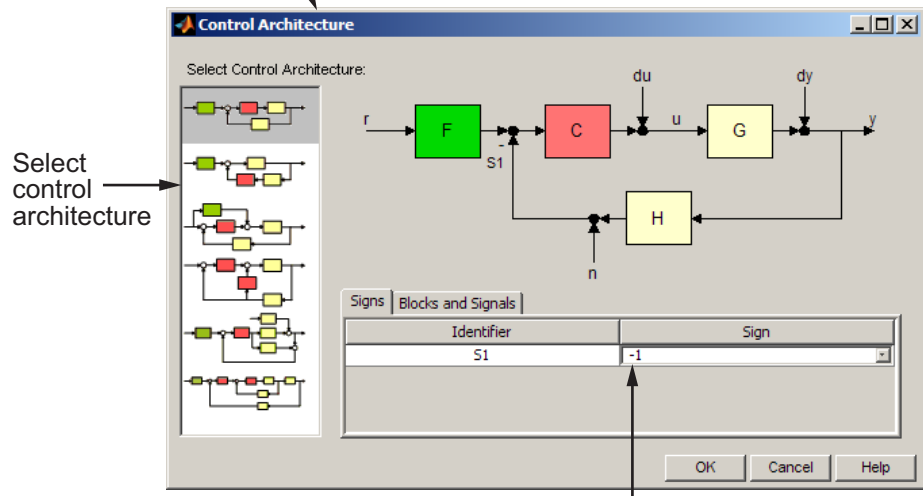 Control Architecture
Select Control Architecture:
du
dy
r
F
C
u
G
y
-
S1
H
n
Select
control
architecture
Signs
Blocks and Signals
Identifier
Sign
S1
-1
OK
Cancel
Help